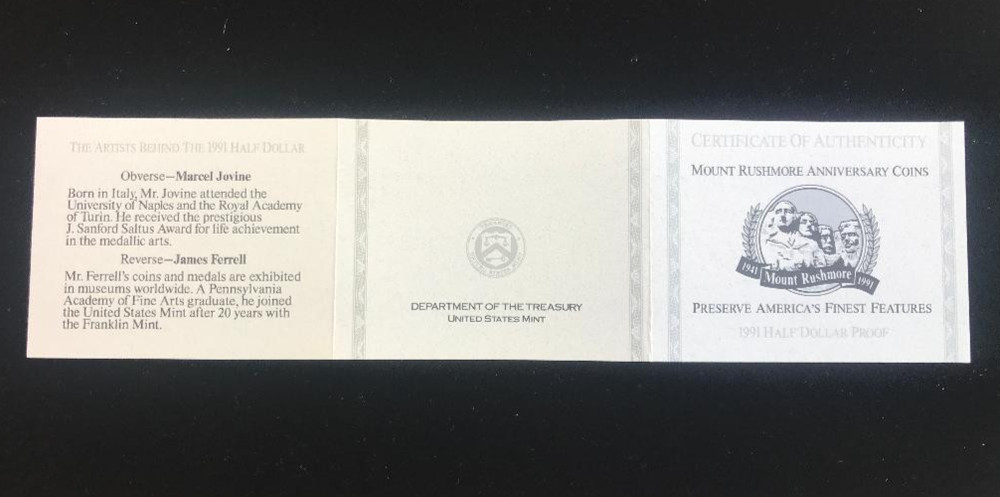 THE ARTISTS BEHIND THE 1991 HALF DOLLAR
Obverse—Marcel Jovine
Born in Italy, Mr. Jovine attended the
University of Naples and the Royal Academy
of Turin. He received the prestigious
J. Sanford Saltus Award for life achievement
in the medallic arts.
Reverse—James Ferrell
Mr. Ferrell's coins and medals are exhibited
in museums worldwide. A Pennsylvania
Academy of Fine Arts graduate, he joined
the United States Mint after 20 years with
the Franklin Mint.
DEPARTMENT OF THE TREASURY
UNITED STATES MINT
CERTIFICATE OF AUTHENTICITY
MOUNT RUSHMORE ANNIVERSARY COINS
1941 Mount Rushmore 1991
PRESERVE AMERICA'S FINEST FEATURES
1991 HALF DOLLAR PROOF